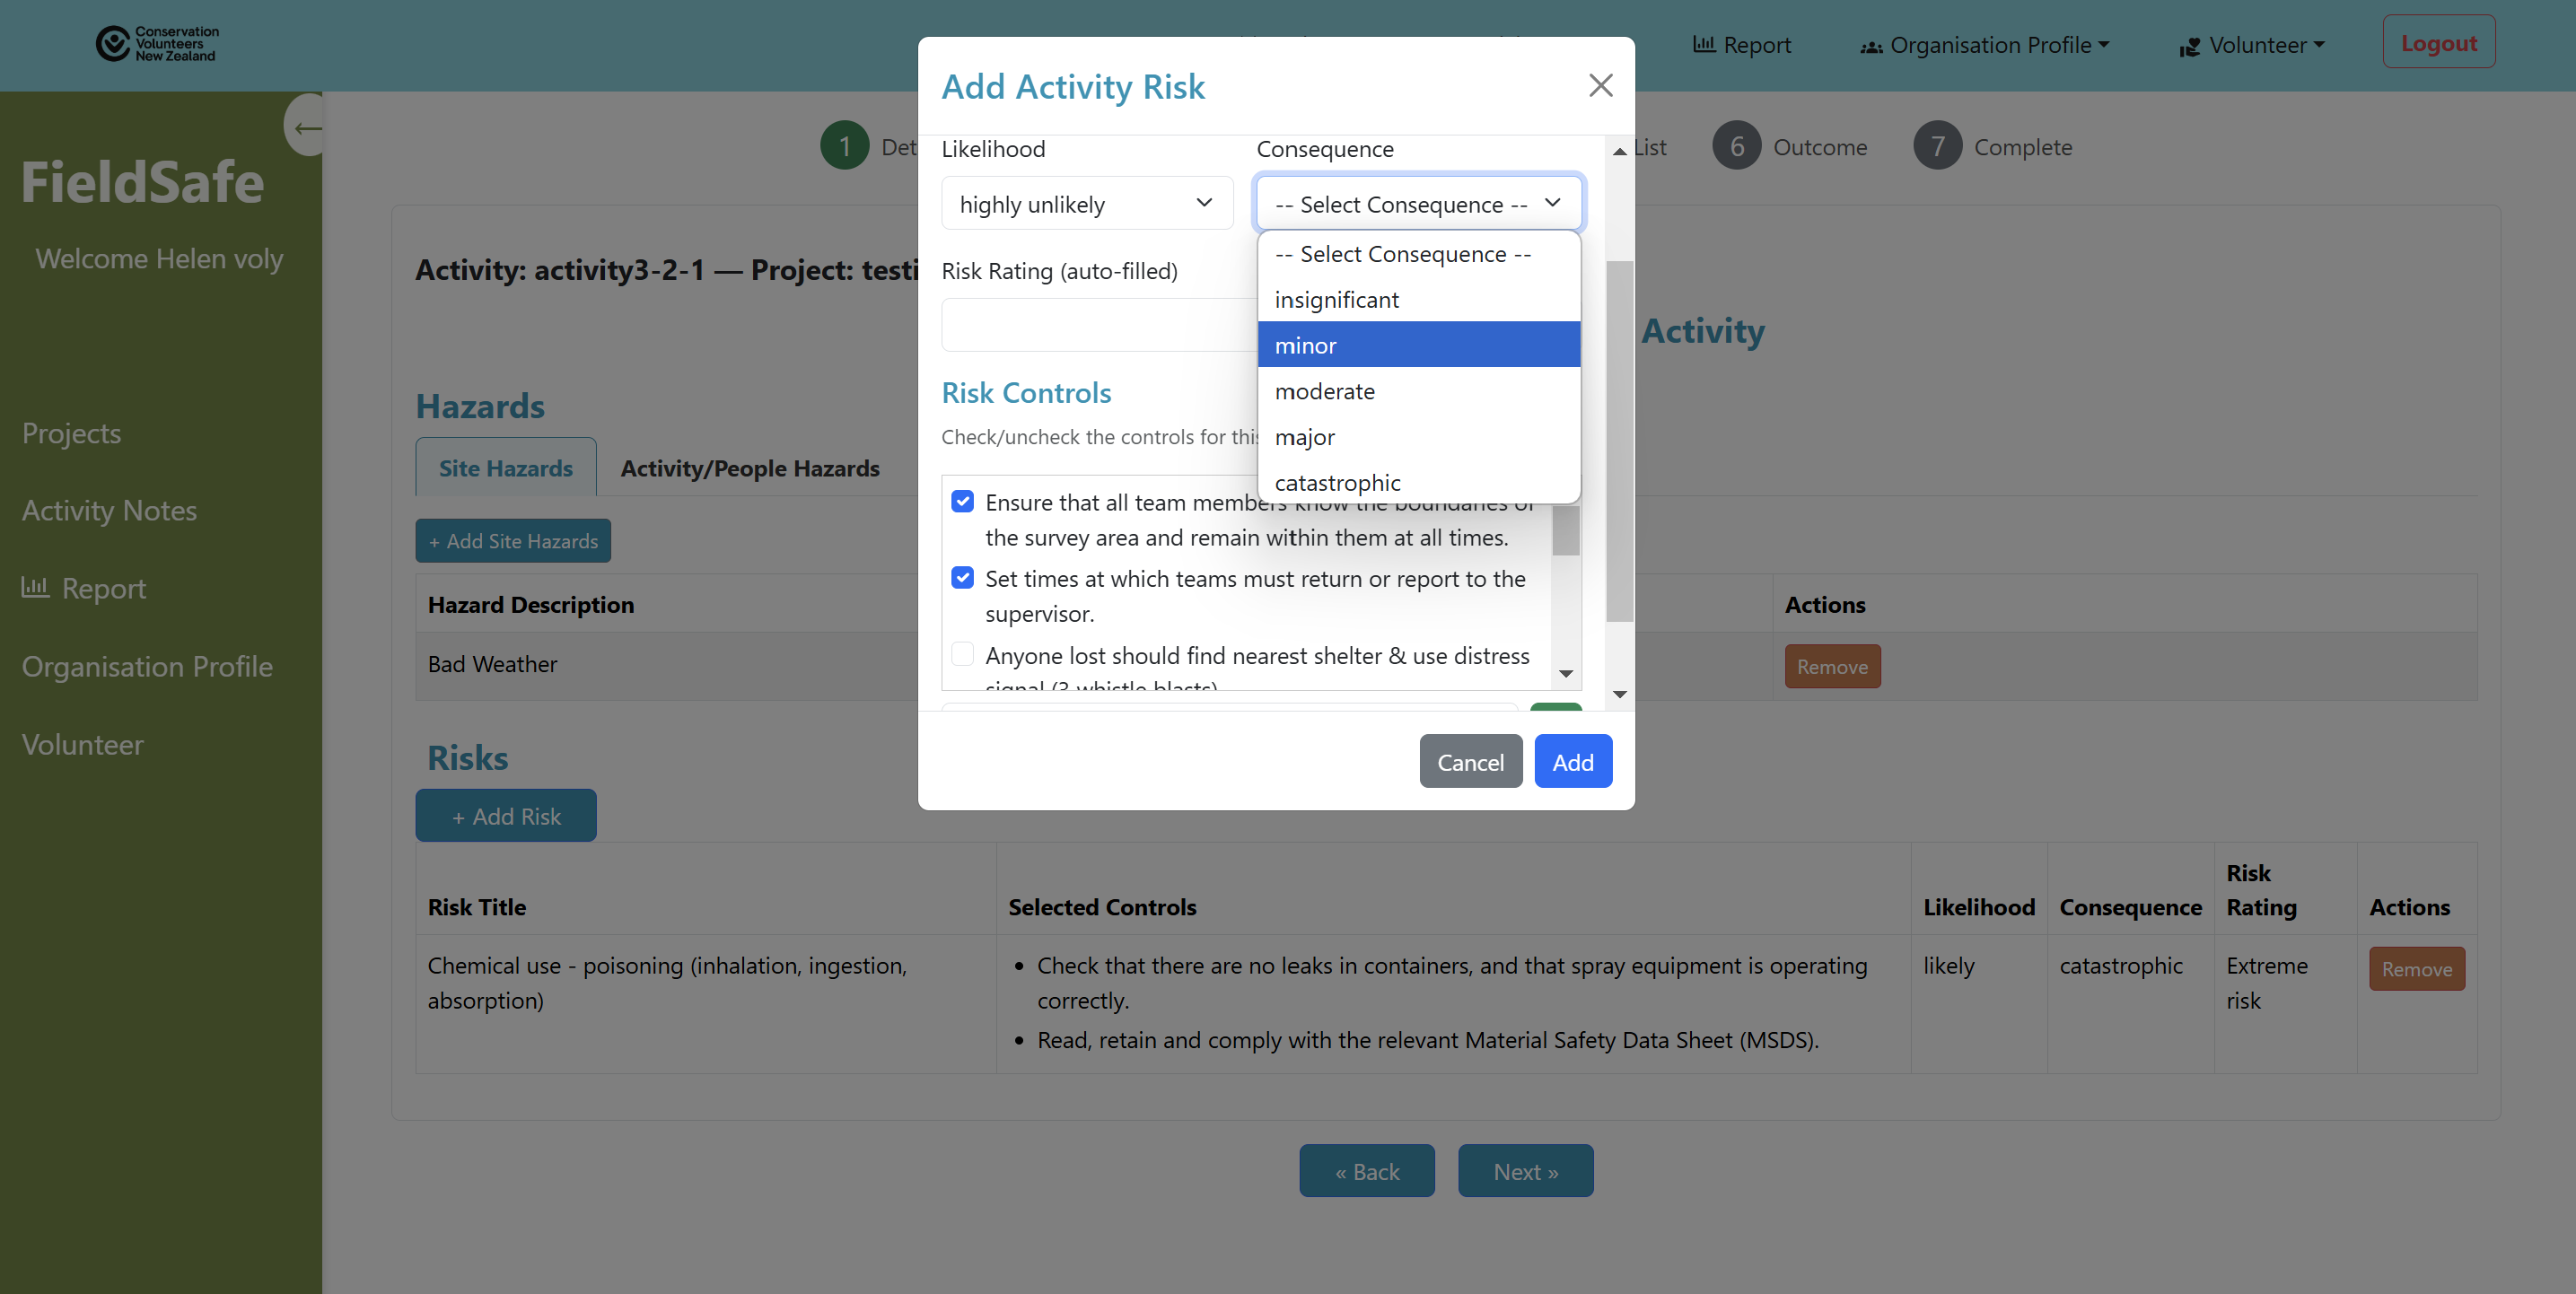 Conservation
Volunteers
New Zealand
Report
Organisation Profile
Volunteer
Logout
FieldSafe
Welcome Helen voly
Projects
Activity Notes
Report
Organisation Profile
Volunteer
1
List
6 Outcome
7 Complete
Activity: activity3-2-1 — Project:
Activity
Hazards
Site Hazards
Activity/People Hazards
+ Add Site Hazards
Hazard Description
Actions
Bad Weather
Remove
Risks
+ Add Risk
Risk Title
Selected Controls
Likelihood
Consequence
Risk
Rating
Actions
Chemical use - poisoning (inhalation, ingestion,
absorption)
• Check that there are no leaks in containers, and that spray equipment is operating
correctly.
• Read, retain and comply with the relevant Material Safety Data Sheet (MSDS).
likely
catastrophic
Extreme
risk
Remove
« Back
Next »
Add Activity Risk
Likelihood
Consequence
highly unlikely
-- Select Consequence --
-- Select Consequence --
insignificant
minor
moderate
major
catastrophic
Risk Rating (auto-filled)
Risk Controls
Check/uncheck the controls for this
Ensure that all team members know the boundaries of
the survey area and remain within them at all times.
Set times at which teams must return or report to the
supervisor.
Anyone lost should find nearest shelter & use distress
signal (3 whistle blasts)
Cancel
Add